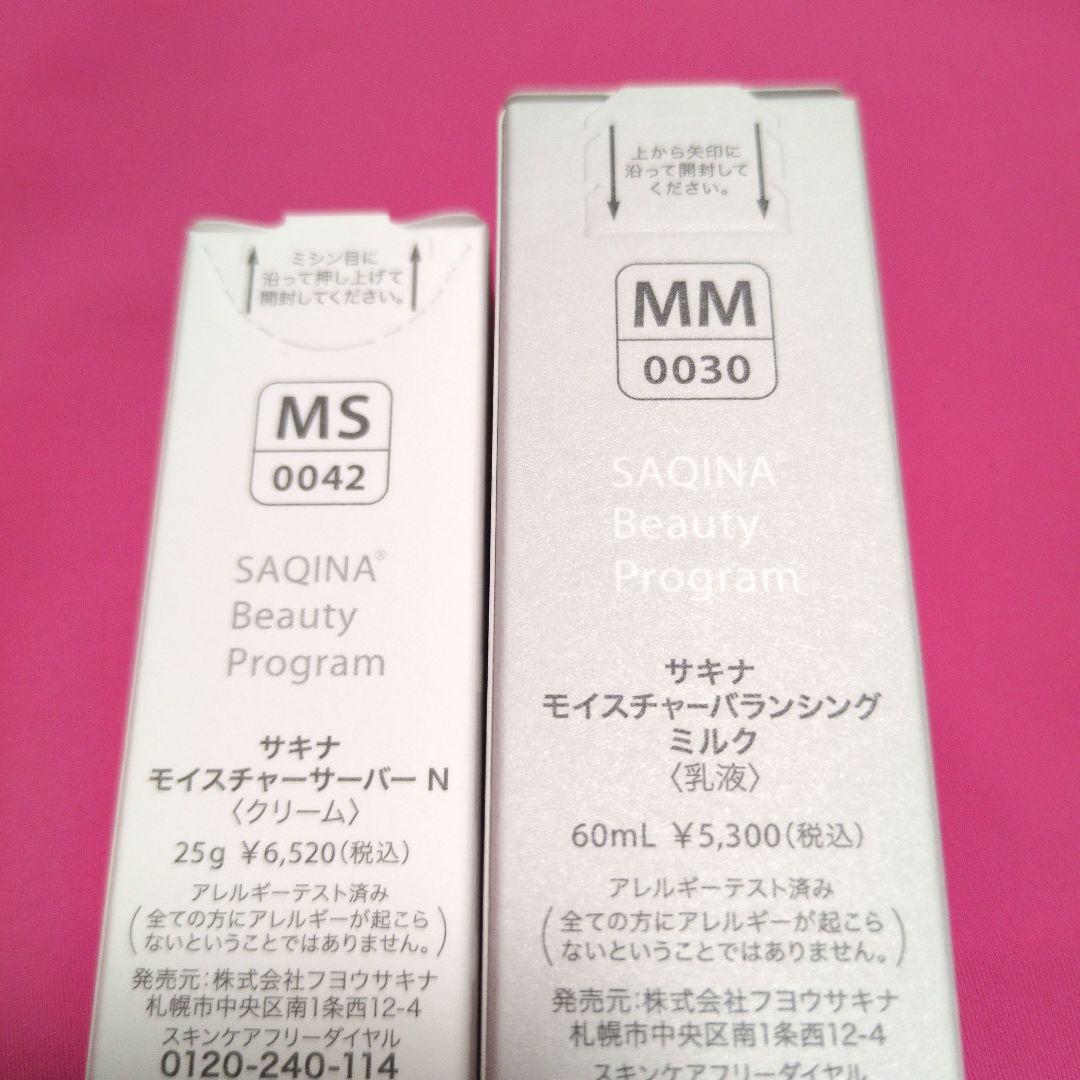 ミシン目に
沿って押し上げて
開封してください。
MS
0042
SAQINA®
Beauty
Program
サキナ
モイスチャーサーバー N
〈クリーム〉
25g ￥6,520（税込）
アレルギーテスト済み
（全ての方にアレルギーが起こら
ないということではありません。）
発売元：株式会社フヨウサキナ
札幌市中央区南1条西12-4
スキンケアフリーダイヤル
0120-240-114
上から矢印に
沿って開封して
ください。
MM
0030
SAQINA®
Beauty
Program
サキナ
モイスチャーバランシング
ミルク
〈乳液〉
60mL ￥5,300（税込）
アレルギーテスト済み
（全ての方にアレルギーが起こら
ないということではありません。）
発売元：株式会社フヨウサキナ
札幌市中央区南1条西12-4
スキンケアフリーダイヤル